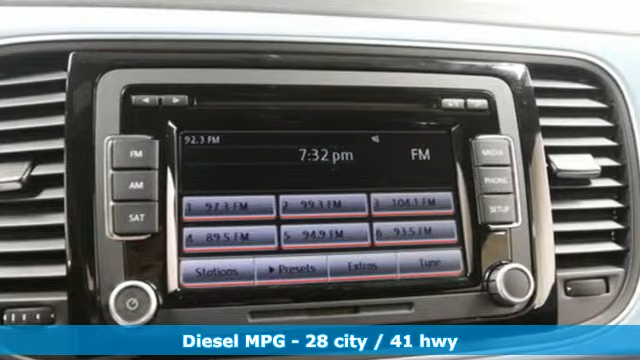 92.3 FM
7:32 pm FM
FM MEDIA
AM PHONE
SAT SETUP
1 97.3 FM 2 99.3 FM 3 104.1 FM
4 89.5 FM 5 94.9 FM 6 93.5 FM
Stations Presets Extras Tune
Diesel MPG - 28 city / 41 hwy